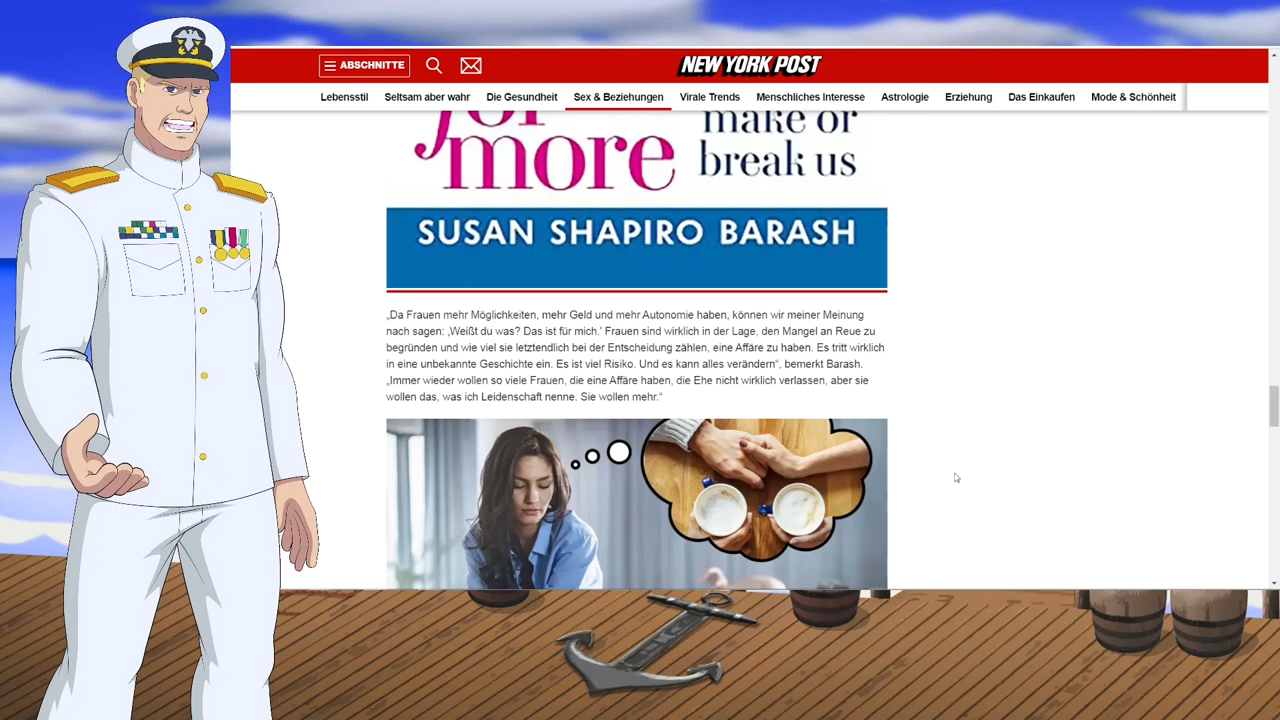 ABSCHNITTE
NEW YORK POST
Lebensstil Seltsam aber wahr Die Gesundheit Sex & Beziehungen Virale Trends Menschliches Interesse Astrologie Erziehung Das Einkaufen Mode & Schönheit
for
more
make or
break us
SUSAN SHAPIRO BARASH
„Da Frauen mehr Möglichkeiten, mehr Geld und mehr Autonomie haben, können wir meiner Meinung
nach sagen: ‚Weißt du was? Das ist für mich.' Frauen sind wirklich in der Lage, den Mangel an Reue zu
begründen und wie viel sie letztendlich bei der Entscheidung zählen, eine Affäre zu haben. Es tritt wirklich
in eine unbekannte Geschichte ein. Es ist viel Risiko. Und es kann alles verändern“, bemerkt Barash.
„Immer wieder wollen so viele Frauen, die eine Affäre haben, die Ehe nicht wirklich verlassen, aber sie
wollen das, was ich Leidenschaft nenne. Sie wollen mehr.“